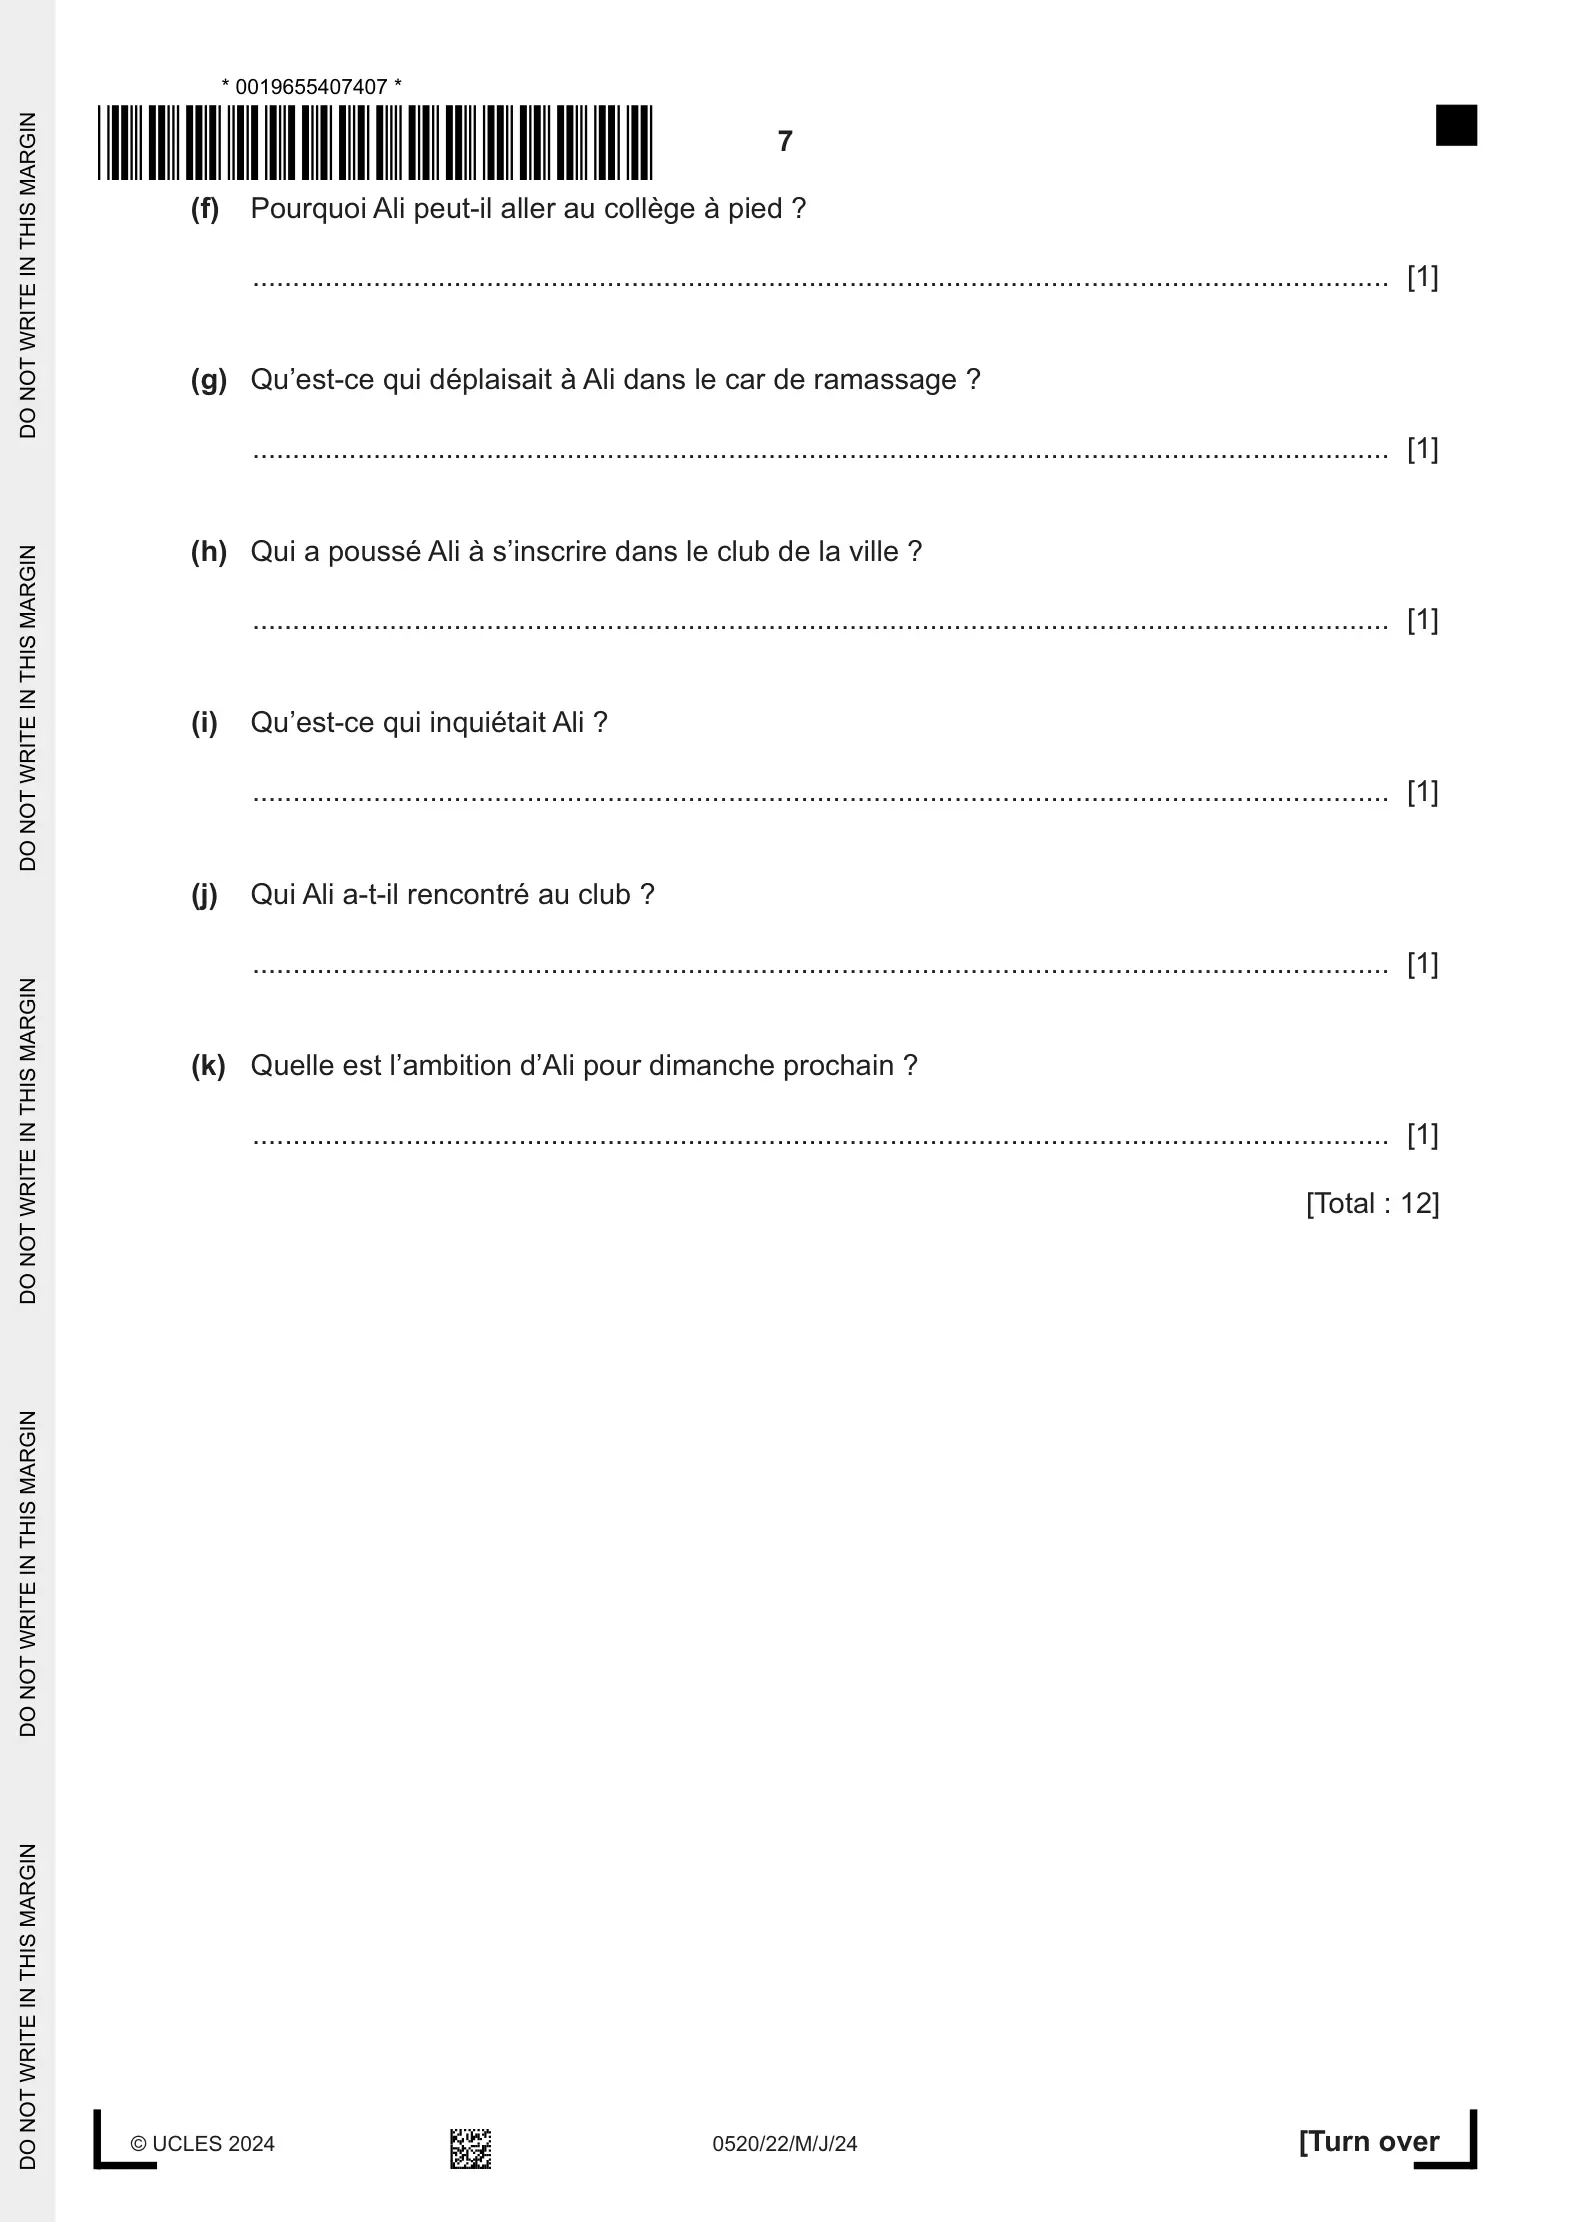 * 0019655407407 *
7
(f) Pourquoi Ali peut-il aller au collège à pied ?
............................................................................................................................................ [1]
(g) Qu’est-ce qui déplaisait à Ali dans le car de ramassage ?
............................................................................................................................................ [1]
(h) Qui a poussé Ali à s’inscrire dans le club de la ville ?
............................................................................................................................................ [1]
(i) Qu’est-ce qui inquiétait Ali ?
............................................................................................................................................ [1]
(j) Qui Ali a-t-il rencontré au club ?
............................................................................................................................................ [1]
(k) Quelle est l’ambition d’Ali pour dimanche prochain ?
............................................................................................................................................ [1]
[Total : 12]
© UCLES 2024
0520/22/M/J/24
[Turn over
DO NOT WRITE IN THIS MARGIN
DO NOT WRITE IN THIS MARGIN
DO NOT WRITE IN THIS MARGIN
DO NOT WRITE IN THIS MARGIN
DO NOT WRITE IN THIS MARGIN